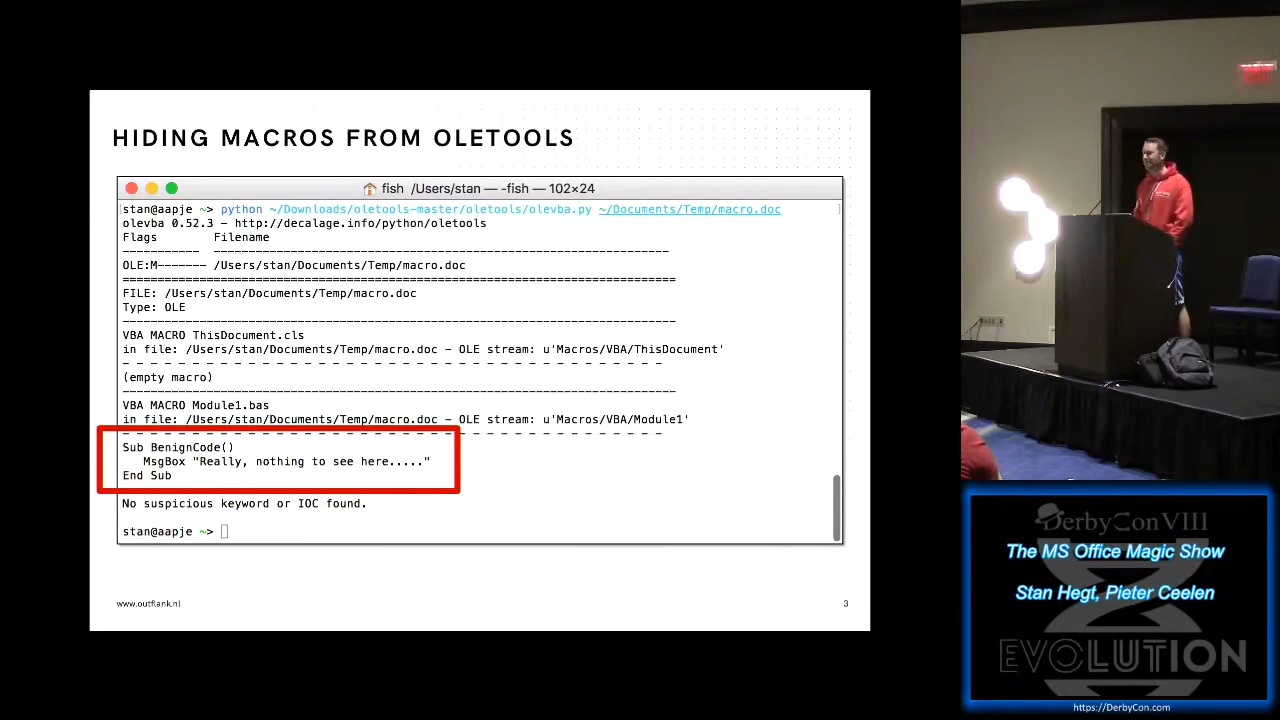 HIDING MACROS FROM OLETOOLS
fish /Users/stan — -fish — 102×24
[stan@aapje ~> python ~/Downloads/oletools-master/oletools/olevba.py ~/Documents/Temp/macro.doc ]
olevba 0.52.3 - http://decalage.info/python/oletools
Flags Filename
----------- -----------------------------------------------------------------
OLE:M------- /Users/stan/Documents/Temp/macro.doc
===============================================================================
FILE: /Users/stan/Documents/Temp/macro.doc
Type: OLE
-------------------------------------------------------------------------------
VBA MACRO ThisDocument.cls
in file: /Users/stan/Documents/Temp/macro.doc - OLE stream: u'Macros/VBA/ThisDocument'
- - - - - - - - - - - - - - - - - - - - - - - - - - - - - - - - - - - - - - -
(empty macro)
-------------------------------------------------------------------------------
VBA MACRO Module1.bas
in file: /Users/stan/Documents/Temp/macro.doc - OLE stream: u'Macros/VBA/Module1'
- - - - - - - - - - - - - - - - - - - - - - - - - - - - - - - - - - - - - - -
Sub BenignCode()
MsgBox "Really, nothing to see here....."
End Sub
No suspicious keyword or IOC found.
stan@aapje ~>
www.outflank.nl
3
EXIT
DerbyCon VIII
The MS Office Magic Show
Stan Hegt, Pieter Ceelen
EVOLUTION
https://DerbyCon.com